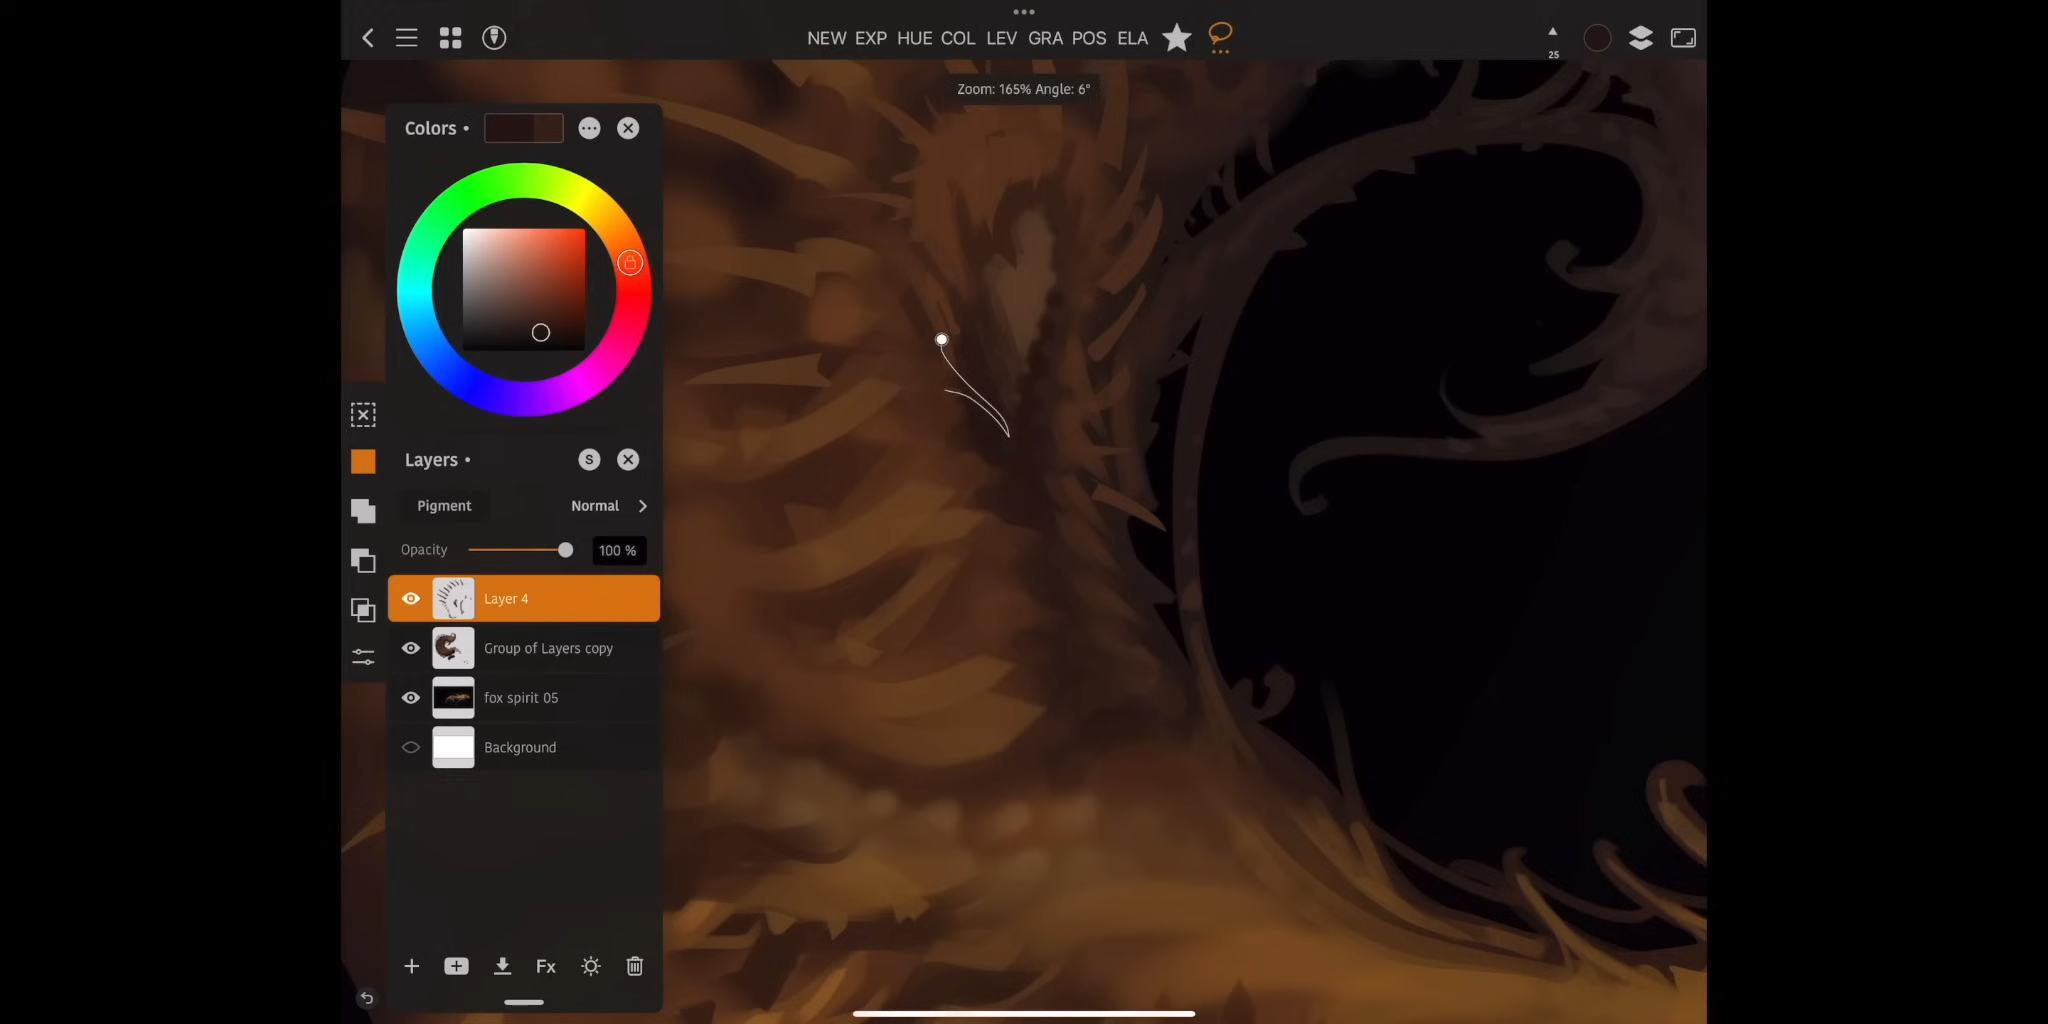 NEW EXP HUE COL LEV GRA POS ELA
25
Zoom: 165% Angle: 6°
Colors •
Layers •
S
Pigment
Normal
Opacity
100 %
Layer 4
Group of Layers copy
fox spirit 05
Background
Fx